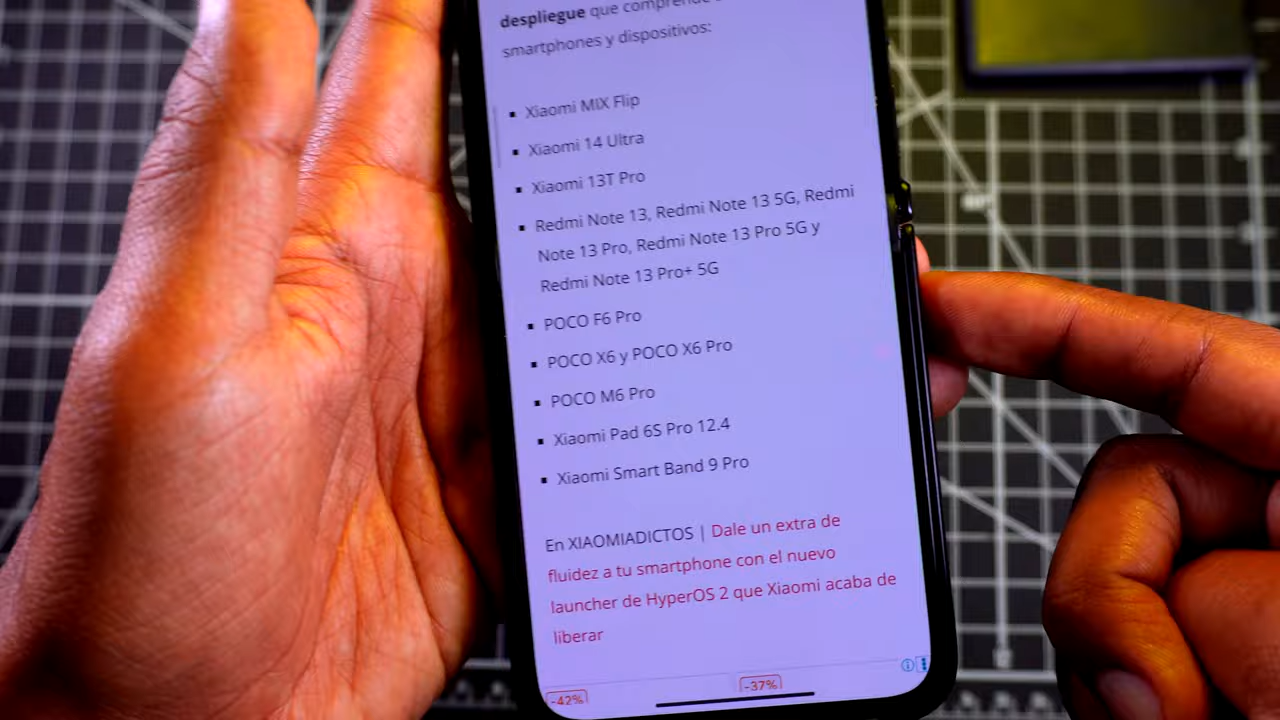 despliegue que comprende
smartphones y dispositivos:
▪ Xiaomi MIX Flip
▪ Xiaomi 14 Ultra
▪ Xiaomi 13T Pro
▪ Redmi Note 13, Redmi Note 13 5G, Redmi
Note 13 Pro, Redmi Note 13 Pro 5G y
Redmi Note 13 Pro+ 5G
▪ POCO F6 Pro
▪ POCO X6 y POCO X6 Pro
▪ POCO M6 Pro
▪ Xiaomi Pad 6S Pro 12.4
▪ Xiaomi Smart Band 9 Pro
En XIAOMIADICTOS | Dale un extra de
fluidez a tu smartphone con el nuevo
launcher de HyperOS 2 que Xiaomi acaba de
liberar
-42% -37%